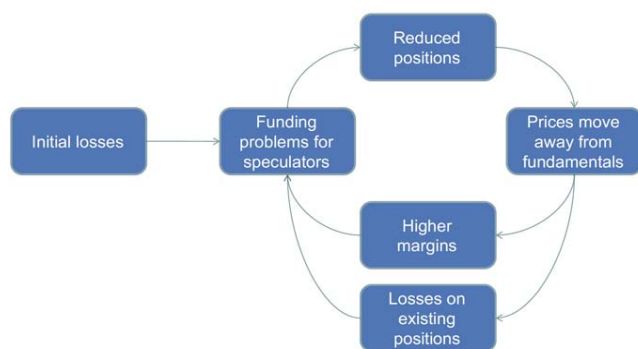 Reduced
positions
Initial losses
Funding
problems for
speculators
Prices move
away from
fundamentals
Higher
margins
Losses on
existing
positions